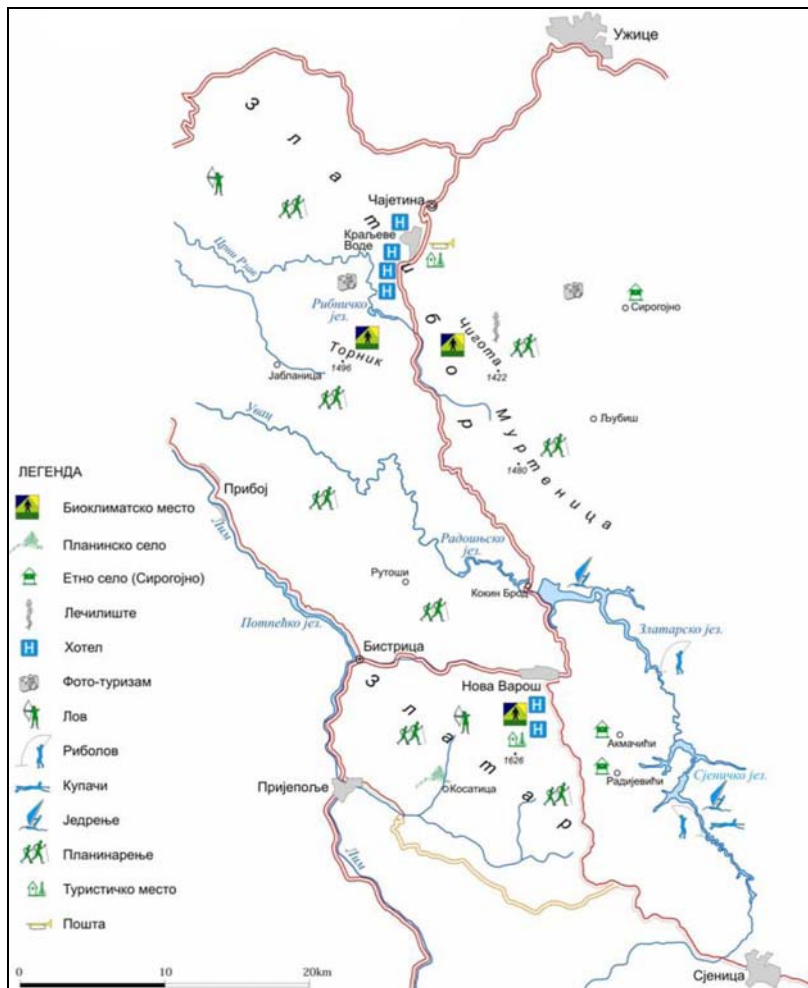 Ужице
Златибор
Чајетина
Краљеве
Воде
Црни Рзав
Рибничко
јез.
Сирогојно
Чигота
1422
Торник
1496
Јабланица
Љубиш
Муртеница
1480
Увац
ЛЕГЕНДА
Биоклиматско место
Планинско село
Етно село (Сирогојно)
Лечилиште
Хотел
Фото-туризам
Лов
Риболов
Купачи
Једрење
Планинарење
Туристичко место
Пошта
0 10 20km
Прибој
Лим
Радоињско
јез.
Рутоши
Кокин Брод
Потпећко јез.
Златарско јез.
Бистрица
Нова Варош
Златар
1626
Акмачићи
Радијевићи
Сјеничко јез.
Пријепоље
Косатица
Лим
Сјеница
H
H
H
H
H
H
H